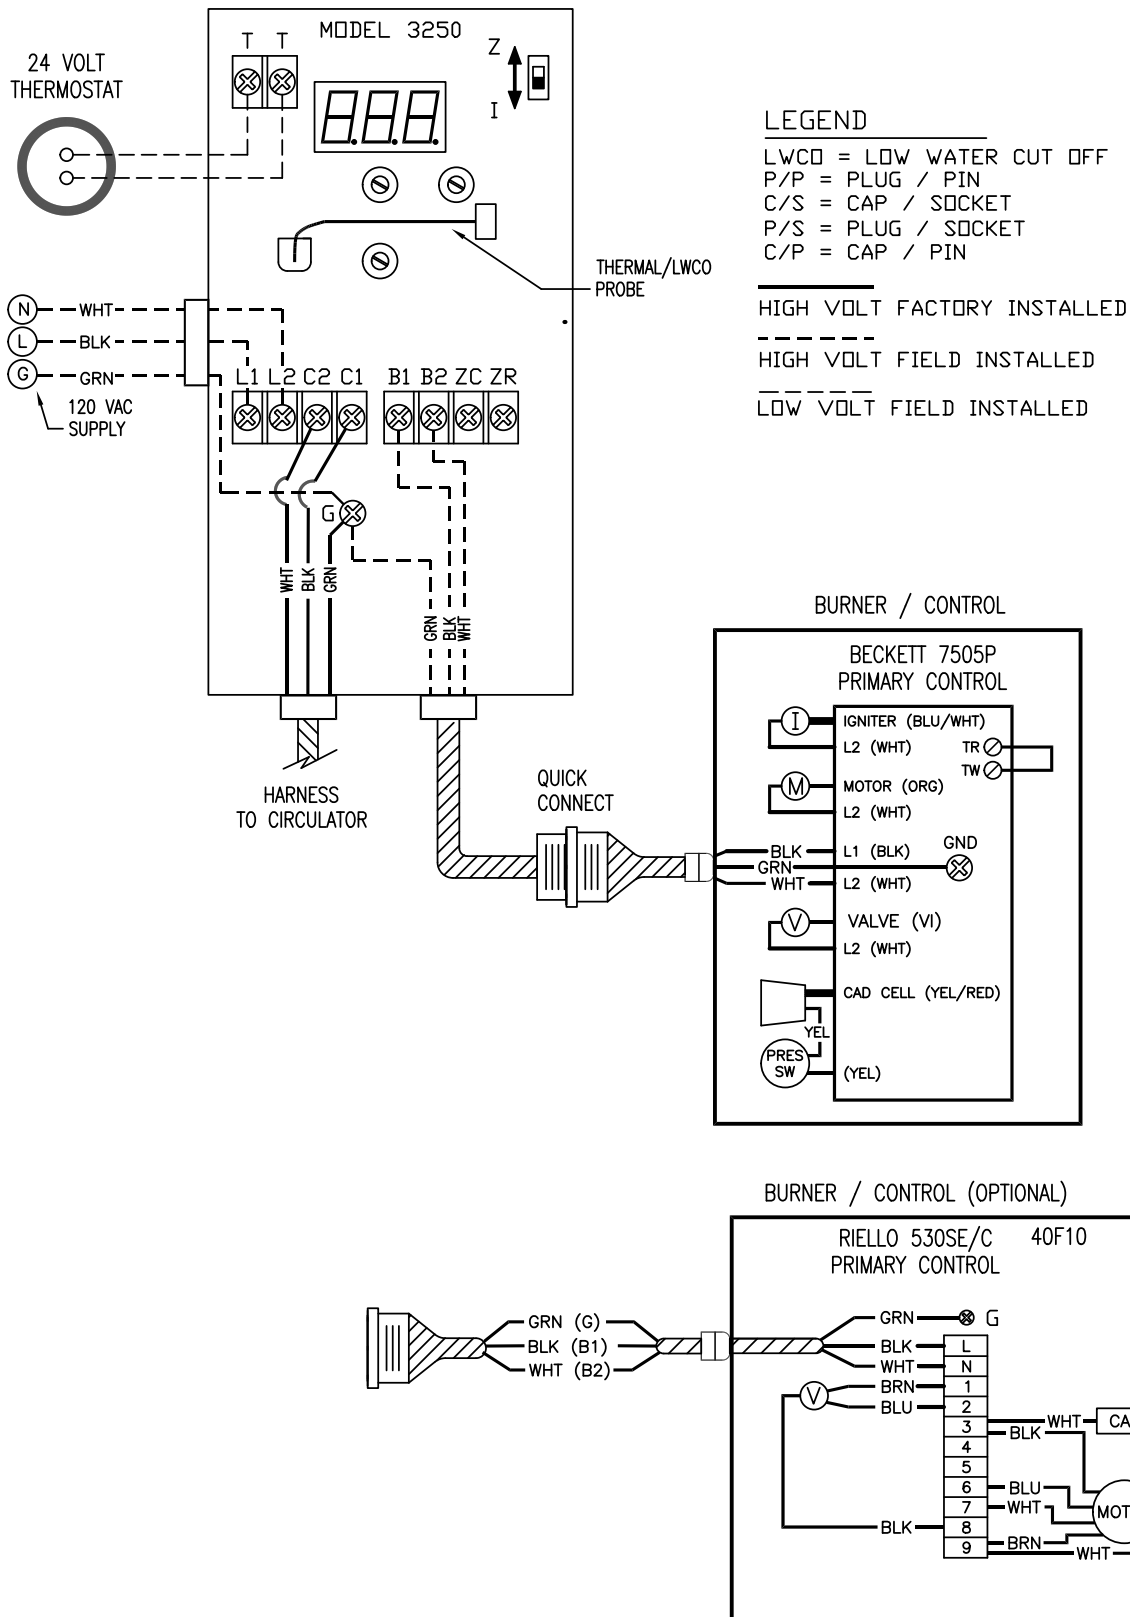 MODEL 3250
T T
Z
I
24 VOLT
THERMOSTAT
8.8.8.
LEGEND
LWCO = LOW WATER CUT OFF
P/P = PLUG / PIN
C/S = CAP / SOCKET
P/S = PLUG / SOCKET
C/P = CAP / PIN
HIGH VOLT FACTORY INSTALLED
HIGH VOLT FIELD INSTALLED
LOW VOLT FIELD INSTALLED
THERMAL/LWCO
PROBE
N WHT
L BLK
G GRN
120 VAC
SUPPLY
L1 L2 C2 C1 B1 B2 ZC ZR
G
WHT BLK GRN
GRN BLK WHT
HARNESS
TO CIRCULATOR
QUICK
CONNECT
BURNER / CONTROL
BECKETT 7505P
PRIMARY CONTROL
I IGNITER (BLU/WHT)
L2 (WHT) TR
TW
M MOTOR (ORG)
L2 (WHT)
BLK L1 (BLK) GND
GRN
WHT L2 (WHT)
V VALVE (VI)
L2 (WHT)
CAD CELL (YEL/RED)
YEL
PRES
SW (YEL)
BURNER / CONTROL (OPTIONAL)
RIELLO 530SE/C 40F10
PRIMARY CONTROL
GRN (G) GRN G
BLK (B1) BLK L
WHT (B2) WHT N
V BRN 1
BLU 2
3 WHT CA
BLK
4
5
6 BLU
7 WHT MOT
BLK 8
BRN
9 WHT